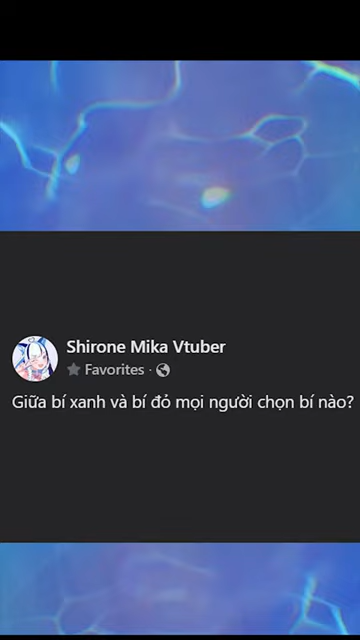 Shirone Mika Vtuber
Favorites ·
Giữa bí xanh và bí đỏ mọi người chọn bí nào?